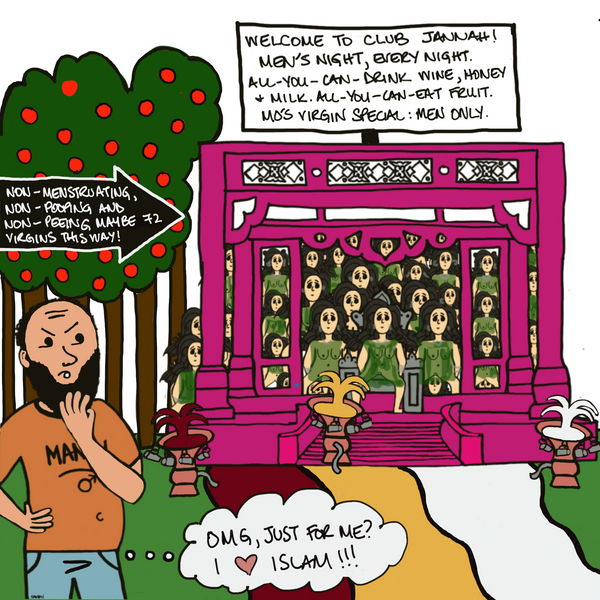 WELCOME TO CLUB JANNAH!
MEN'S NIGHT, EVERY NIGHT.
ALL-YOU-CAN-DRINK WINE, HONEY
+ MILK. ALL-YOU-CAN-EAT FRUIT.
MO'S VIRGIN SPECIAL: MEN ONLY.
NON-MENSTRUATING,
NON-POOPING AND
NON-PEEING MAYBE 72
VIRGINS THIS WAY!
OMG, JUST FOR ME?
I ♥ ISLAM!!!